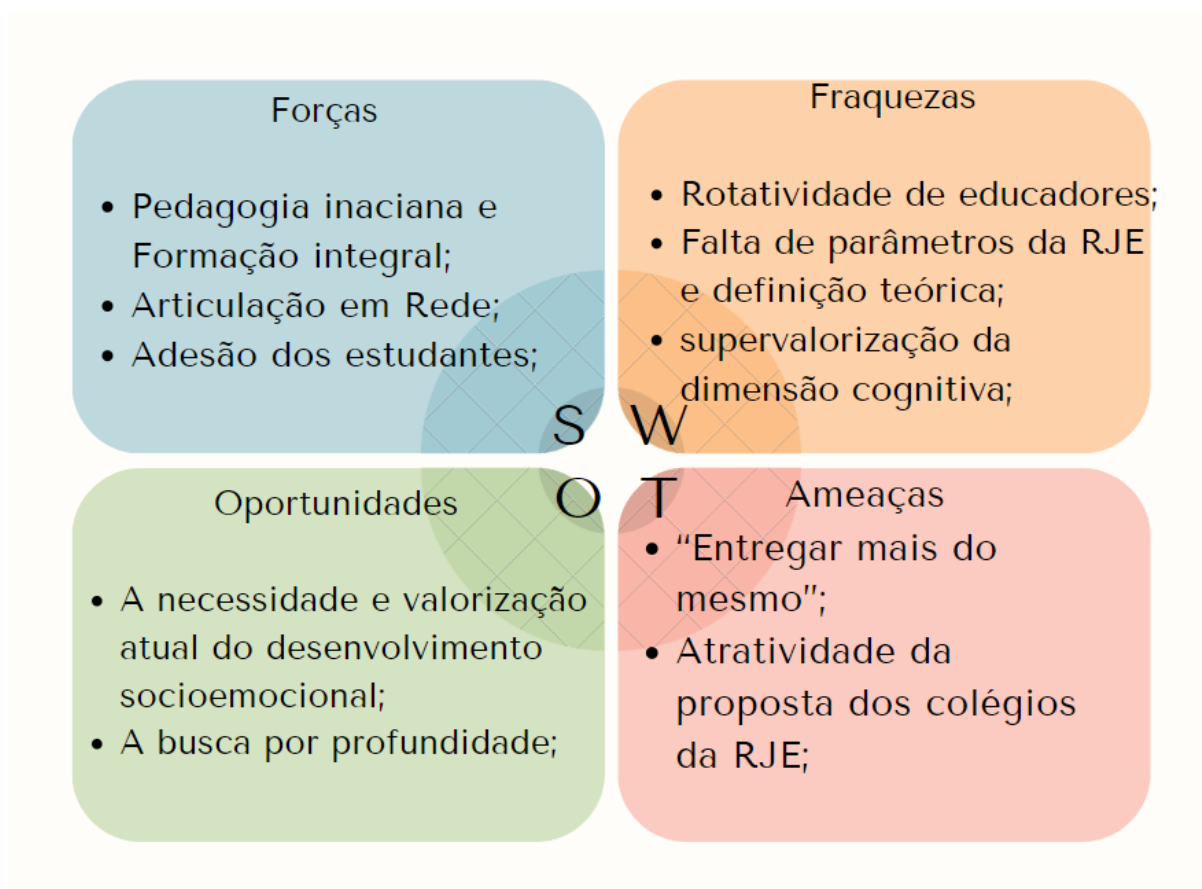 Forças
• Pedagogia inaciana e
Formação integral;
• Articulação em Rede;
• Adesão dos estudantes;
Fraquezas
• Rotatividade de educadores;
• Falta de parâmetros da RJE
e definição teórica;
• supervalorização da
dimensão cognitiva;
S W
O T
Oportunidades
• A necessidade e valorização
atual do desenvolvimento
socioemocional;
• A busca por profundidade;
Ameaças
• “Entregar mais do
mesmo”;
• Atratividade da
proposta dos colégios
da RJE;